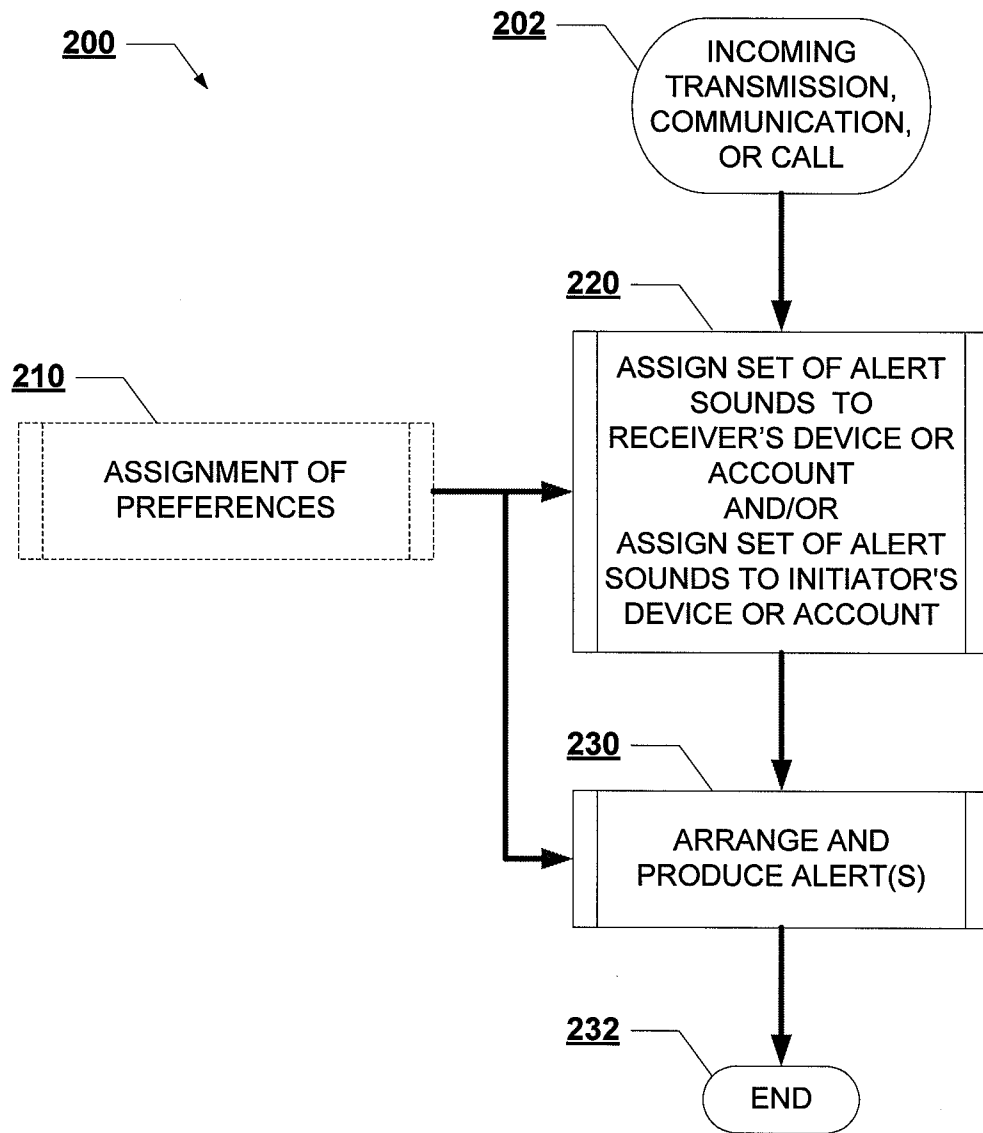 200
202
INCOMING
TRANSMISSION,
COMMUNICATION,
OR CALL
220
ASSIGN SET OF ALERT
SOUNDS TO
RECEIVER'S DEVICE OR
ACCOUNT
AND/OR
ASSIGN SET OF ALERT
SOUNDS TO INITIATOR'S
DEVICE OR ACCOUNT
210
ASSIGNMENT OF
PREFERENCES
230
ARRANGE AND
PRODUCE ALERT(S)
232
END